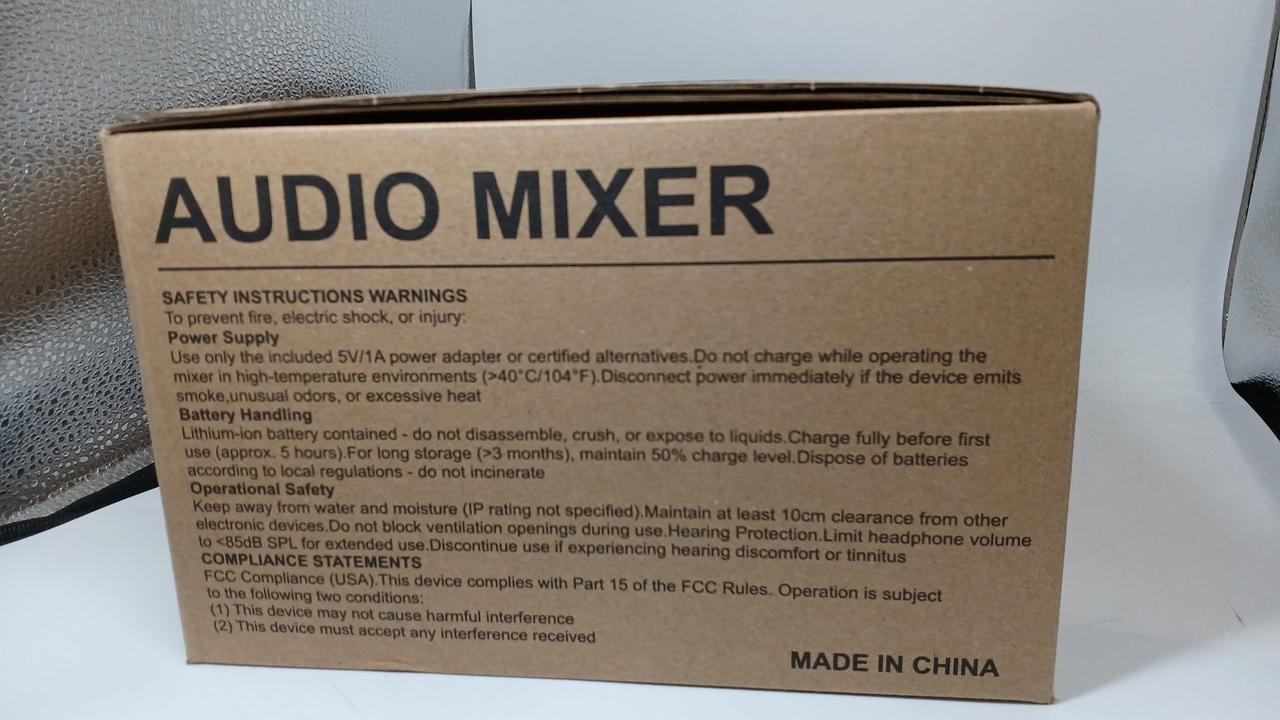 AUDIO MIXER
SAFETY INSTRUCTIONS WARNINGS
To prevent fire, electric shock, or injury:
Power Supply
Use only the included 5V/1A power adapter or certified alternatives.Do not charge while operating the
mixer in high-temperature environments (>40°C/104°F).Disconnect power immediately if the device emits
smoke,unusual odors, or excessive heat
Battery Handling
Lithium-ion battery contained - do not disassemble, crush, or expose to liquids.Charge fully before first
use (approx. 5 hours).For long storage (>3 months), maintain 50% charge level.Dispose of batteries
according to local regulations - do not incinerate
Operational Safety
Keep away from water and moisture (IP rating not specified).Maintain at least 10cm clearance from other
electronic devices.Do not block ventilation openings during use.Hearing Protection.Limit headphone volume
to <85dB SPL for extended use.Discontinue use if experiencing hearing discomfort or tinnitus
COMPLIANCE STATEMENTS
FCC Compliance (USA).This device complies with Part 15 of the FCC Rules. Operation is subject
to the following two conditions:
(1) This device may not cause harmful interference
(2) This device must accept any interference received
MADE IN CHINA